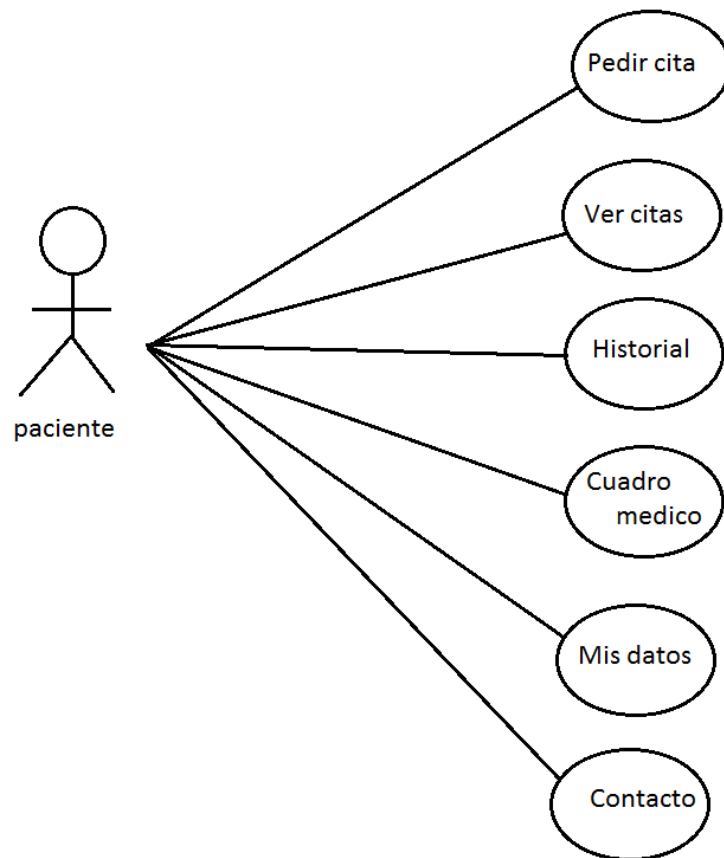 Pedir cita
Ver citas
Historial
paciente
Cuadro
medico
Mis datos
Contacto